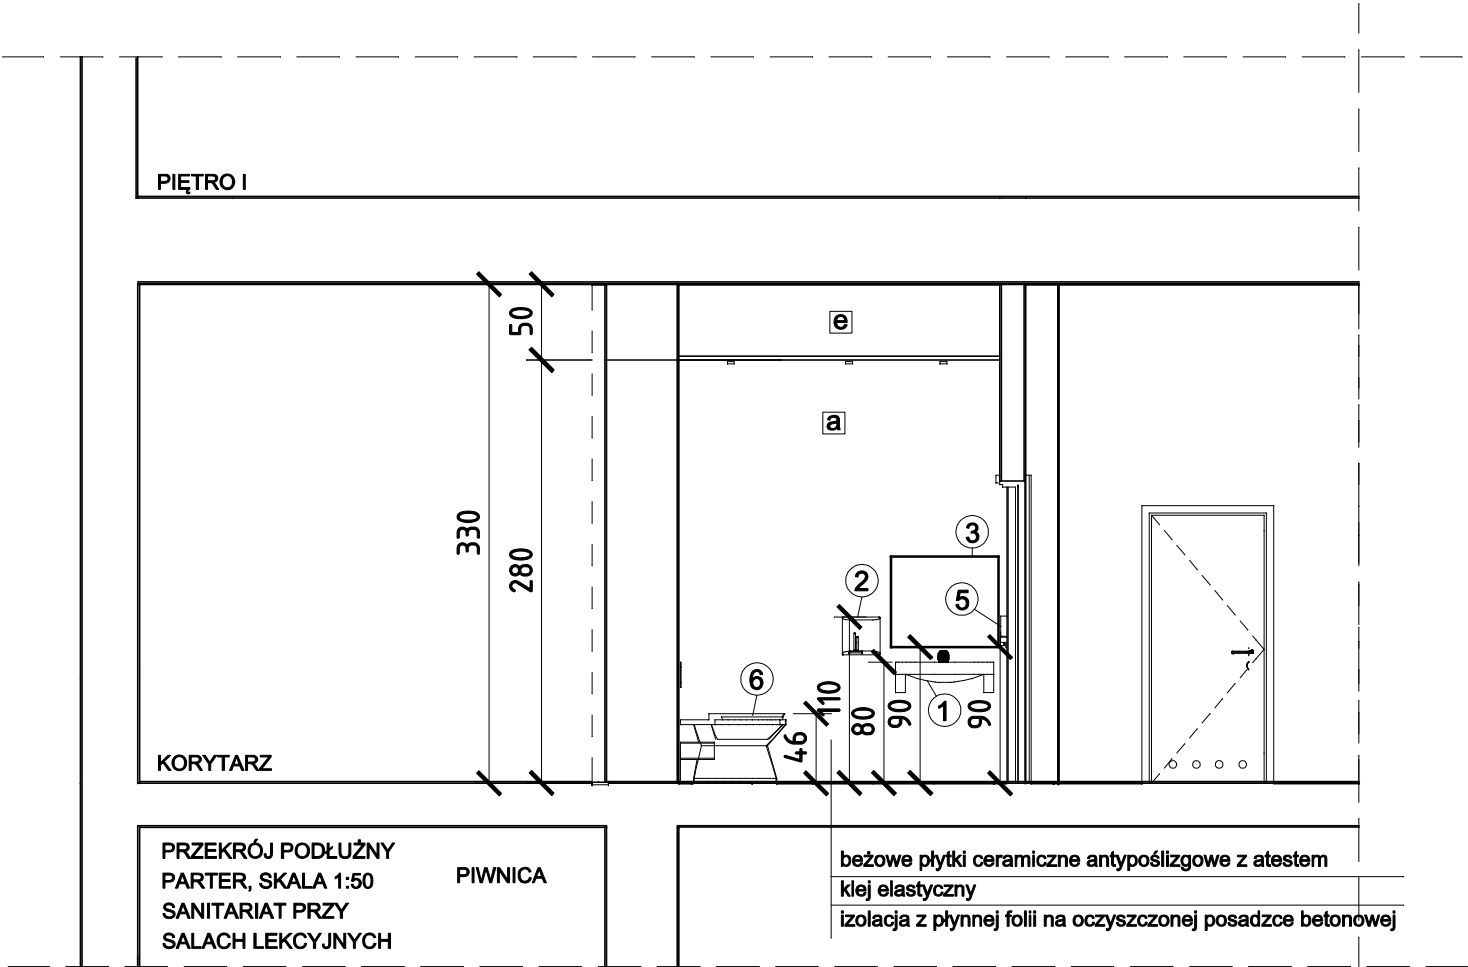 PIĘTRO I
50
e
a
330
280
3
2
5
6
110
80
90
1
90
46
KORYTARZ
PRZEKRÓJ PODŁUŻNY
PARTER, SKALA 1:50
SANITARIAT PRZY
SALACH LEKCYJNYCH
PIWNICA
beżowe płytki ceramiczne antypoślizgowe z atestem
klej elastyczny
izolacja z płynnej folii na oczyszczonej posadzce betonowej